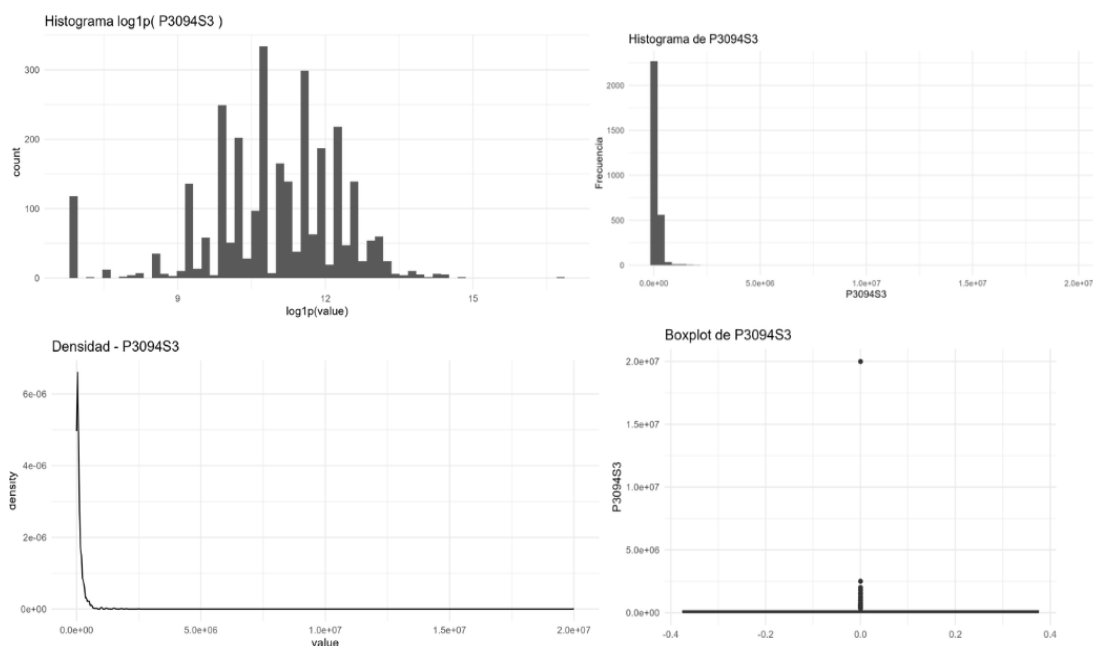 Histograma log1p( P3094S3 )
300
200
100
0
count
9
12
15
log1p(value)
Histograma de P3094S3
2000
1500
1000
500
0
Frecuencia
0.0e+00
5.0e+06
1.0e+07
1.5e+07
2.0e+07
P3094S3
Densidad - P3094S3
6e-06
4e-06
2e-06
0e+00
density
0.0e+00
5.0e+06
1.0e+07
1.5e+07
2.0e+07
value
Boxplot de P3094S3
2.0e+07
1.5e+07
1.0e+07
5.0e+06
0.0e+00
P3094S3
-0.4
-0.2
0.0
0.2
0.4